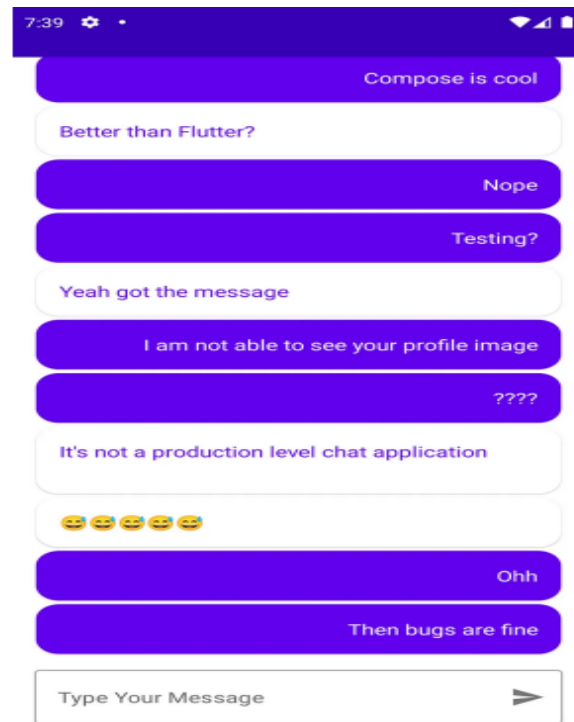 7:39
Compose is cool
Better than Flutter?
Nope
Testing?
Yeah got the message
I am not able to see your profile image
????
It's not a production level chat application
😅😅😅😅😅
Ohh
Then bugs are fine
Type Your Message